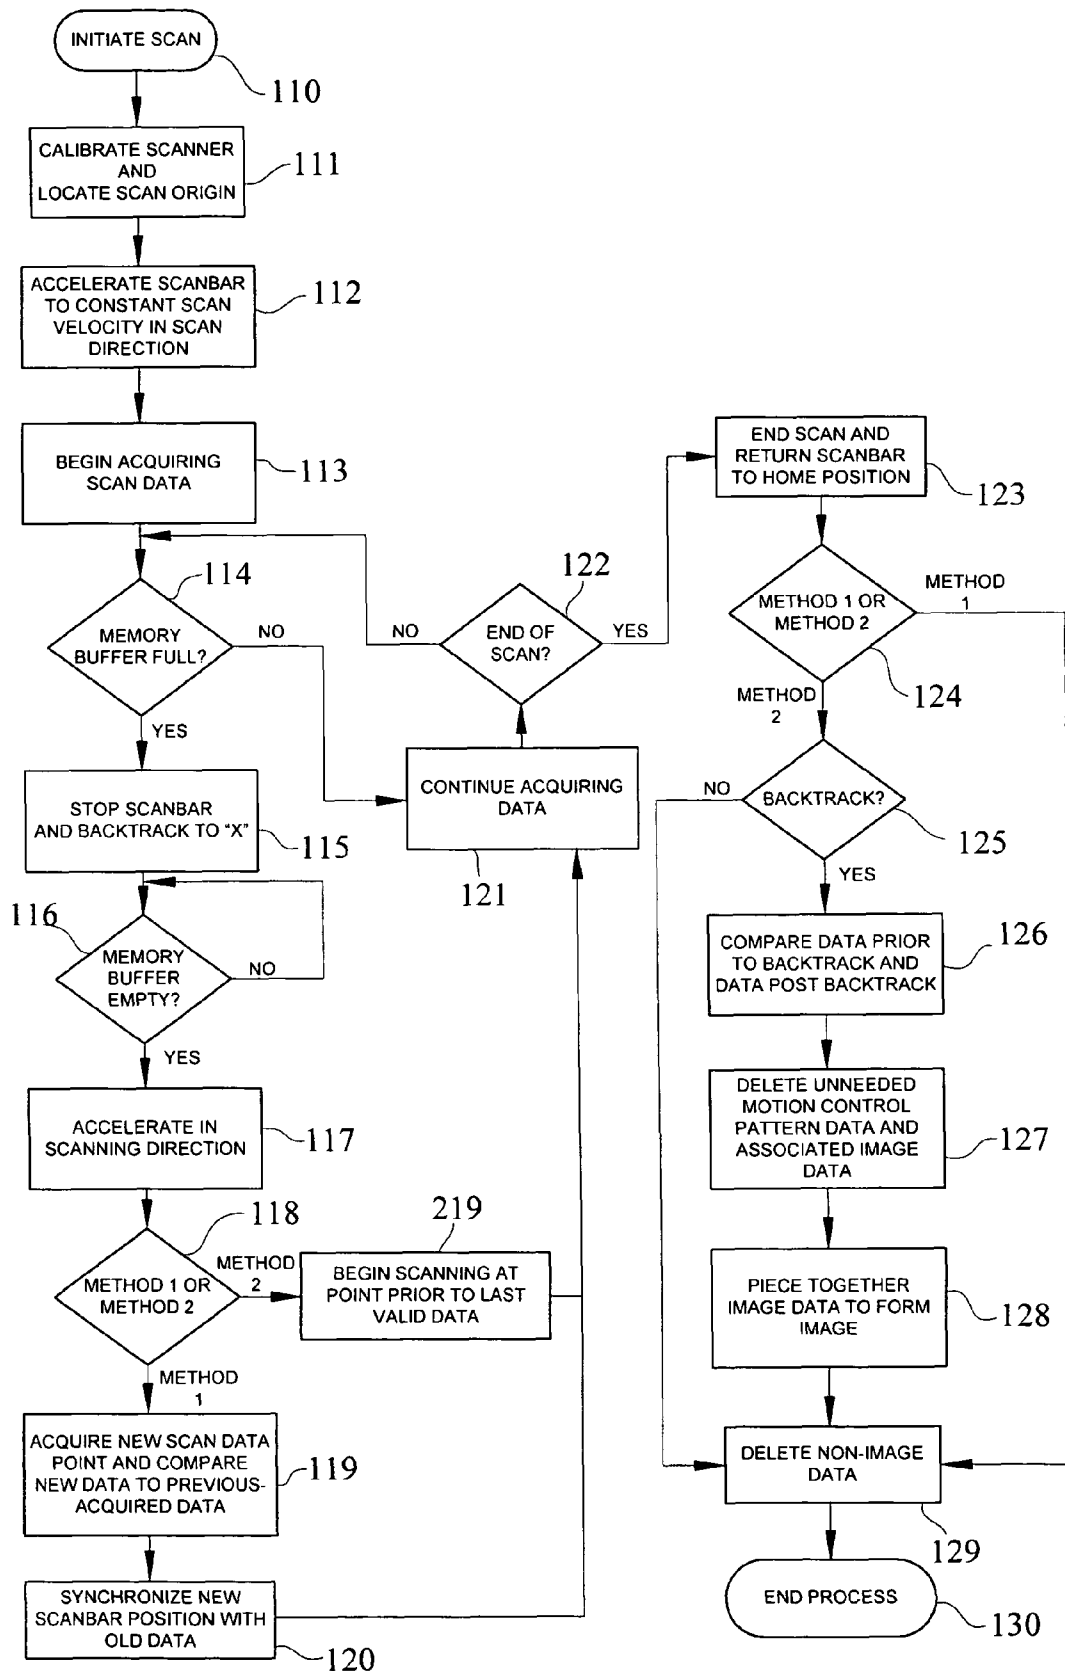 INITIATE SCAN
110
CALIBRATE SCANNER
AND
LOCATE SCAN ORIGIN
111
ACCELERATE SCANBAR
TO CONSTANT SCAN
VELOCITY IN SCAN
DIRECTION
112
BEGIN ACQUIRING
SCAN DATA
113
114
MEMORY
BUFFER FULL?
NO
YES
STOP SCANBAR
AND BACKTRACK TO “X”
115
116
MEMORY
BUFFER
EMPTY?
NO
YES
ACCELERATE IN
SCANNING DIRECTION
117
118
METHOD 1 OR
METHOD 2
METHOD
2
METHOD
1
219
BEGIN SCANNING AT
POINT PRIOR TO LAST
VALID DATA
ACQUIRE NEW SCAN DATA
POINT AND COMPARE
NEW DATA TO PREVIOUS-
ACQUIRED DATA
119
SYNCHRONIZE NEW
SCANBAR POSITION WITH
OLD DATA
120
CONTINUE ACQUIRING
DATA
121
122
END OF
SCAN?
NO
YES
END SCAN AND
RETURN SCANBAR
TO HOME POSITION
123
METHOD 1 OR
METHOD 2
METHOD
1
124
METHOD
2
BACKTRACK?
NO
125
YES
COMPARE DATA PRIOR
TO BACKTRACK AND
DATA POST BACKTRACK
126
DELETE UNNEEDED
MOTION CONTROL
PATTERN DATA AND
ASSOCIATED IMAGE
DATA
127
PIECE TOGETHER
IMAGE DATA TO FORM
IMAGE
128
DELETE NON-IMAGE
DATA
129
END PROCESS
130